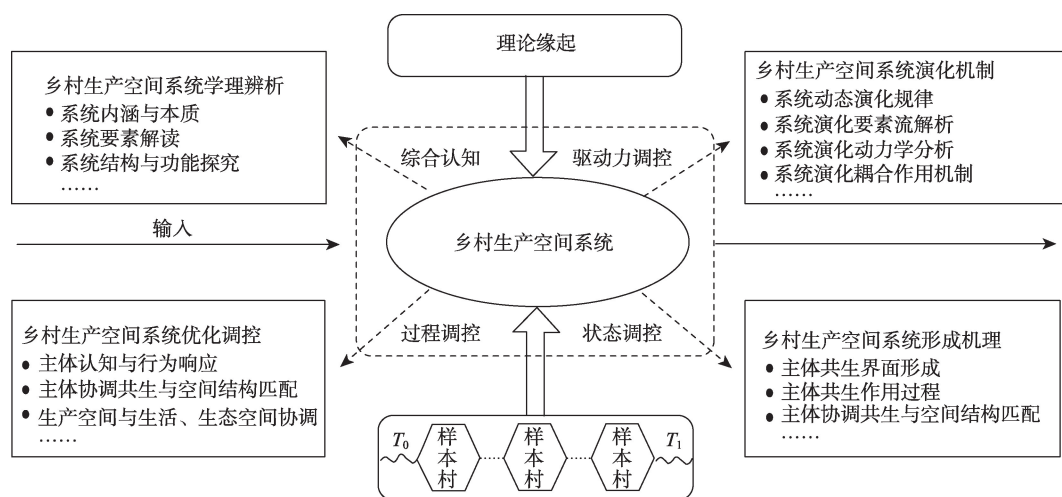 理论缘起
乡村生产空间系统学理辨析
● 系统内涵与本质
● 系统要素解读
● 系统结构与功能探究
……
乡村生产空间系统演化机制
● 系统动态演化规律
● 系统演化要素流解析
● 系统演化动力学分析
● 系统演化耦合作用机制
……
综合认知
驱动力调控
输入
乡村生产空间系统
过程调控
状态调控
乡村生产空间系统优化调控
● 主体认知与行为响应
● 主体协调共生与空间结构匹配
● 生产空间与生活、生态空间协调
……
乡村生产空间系统形成机理
● 主体共生界面形成
● 主体共生作用过程
● 主体协调共生与空间结构匹配
……
T₀
样本村
样本村
样本村
T₁